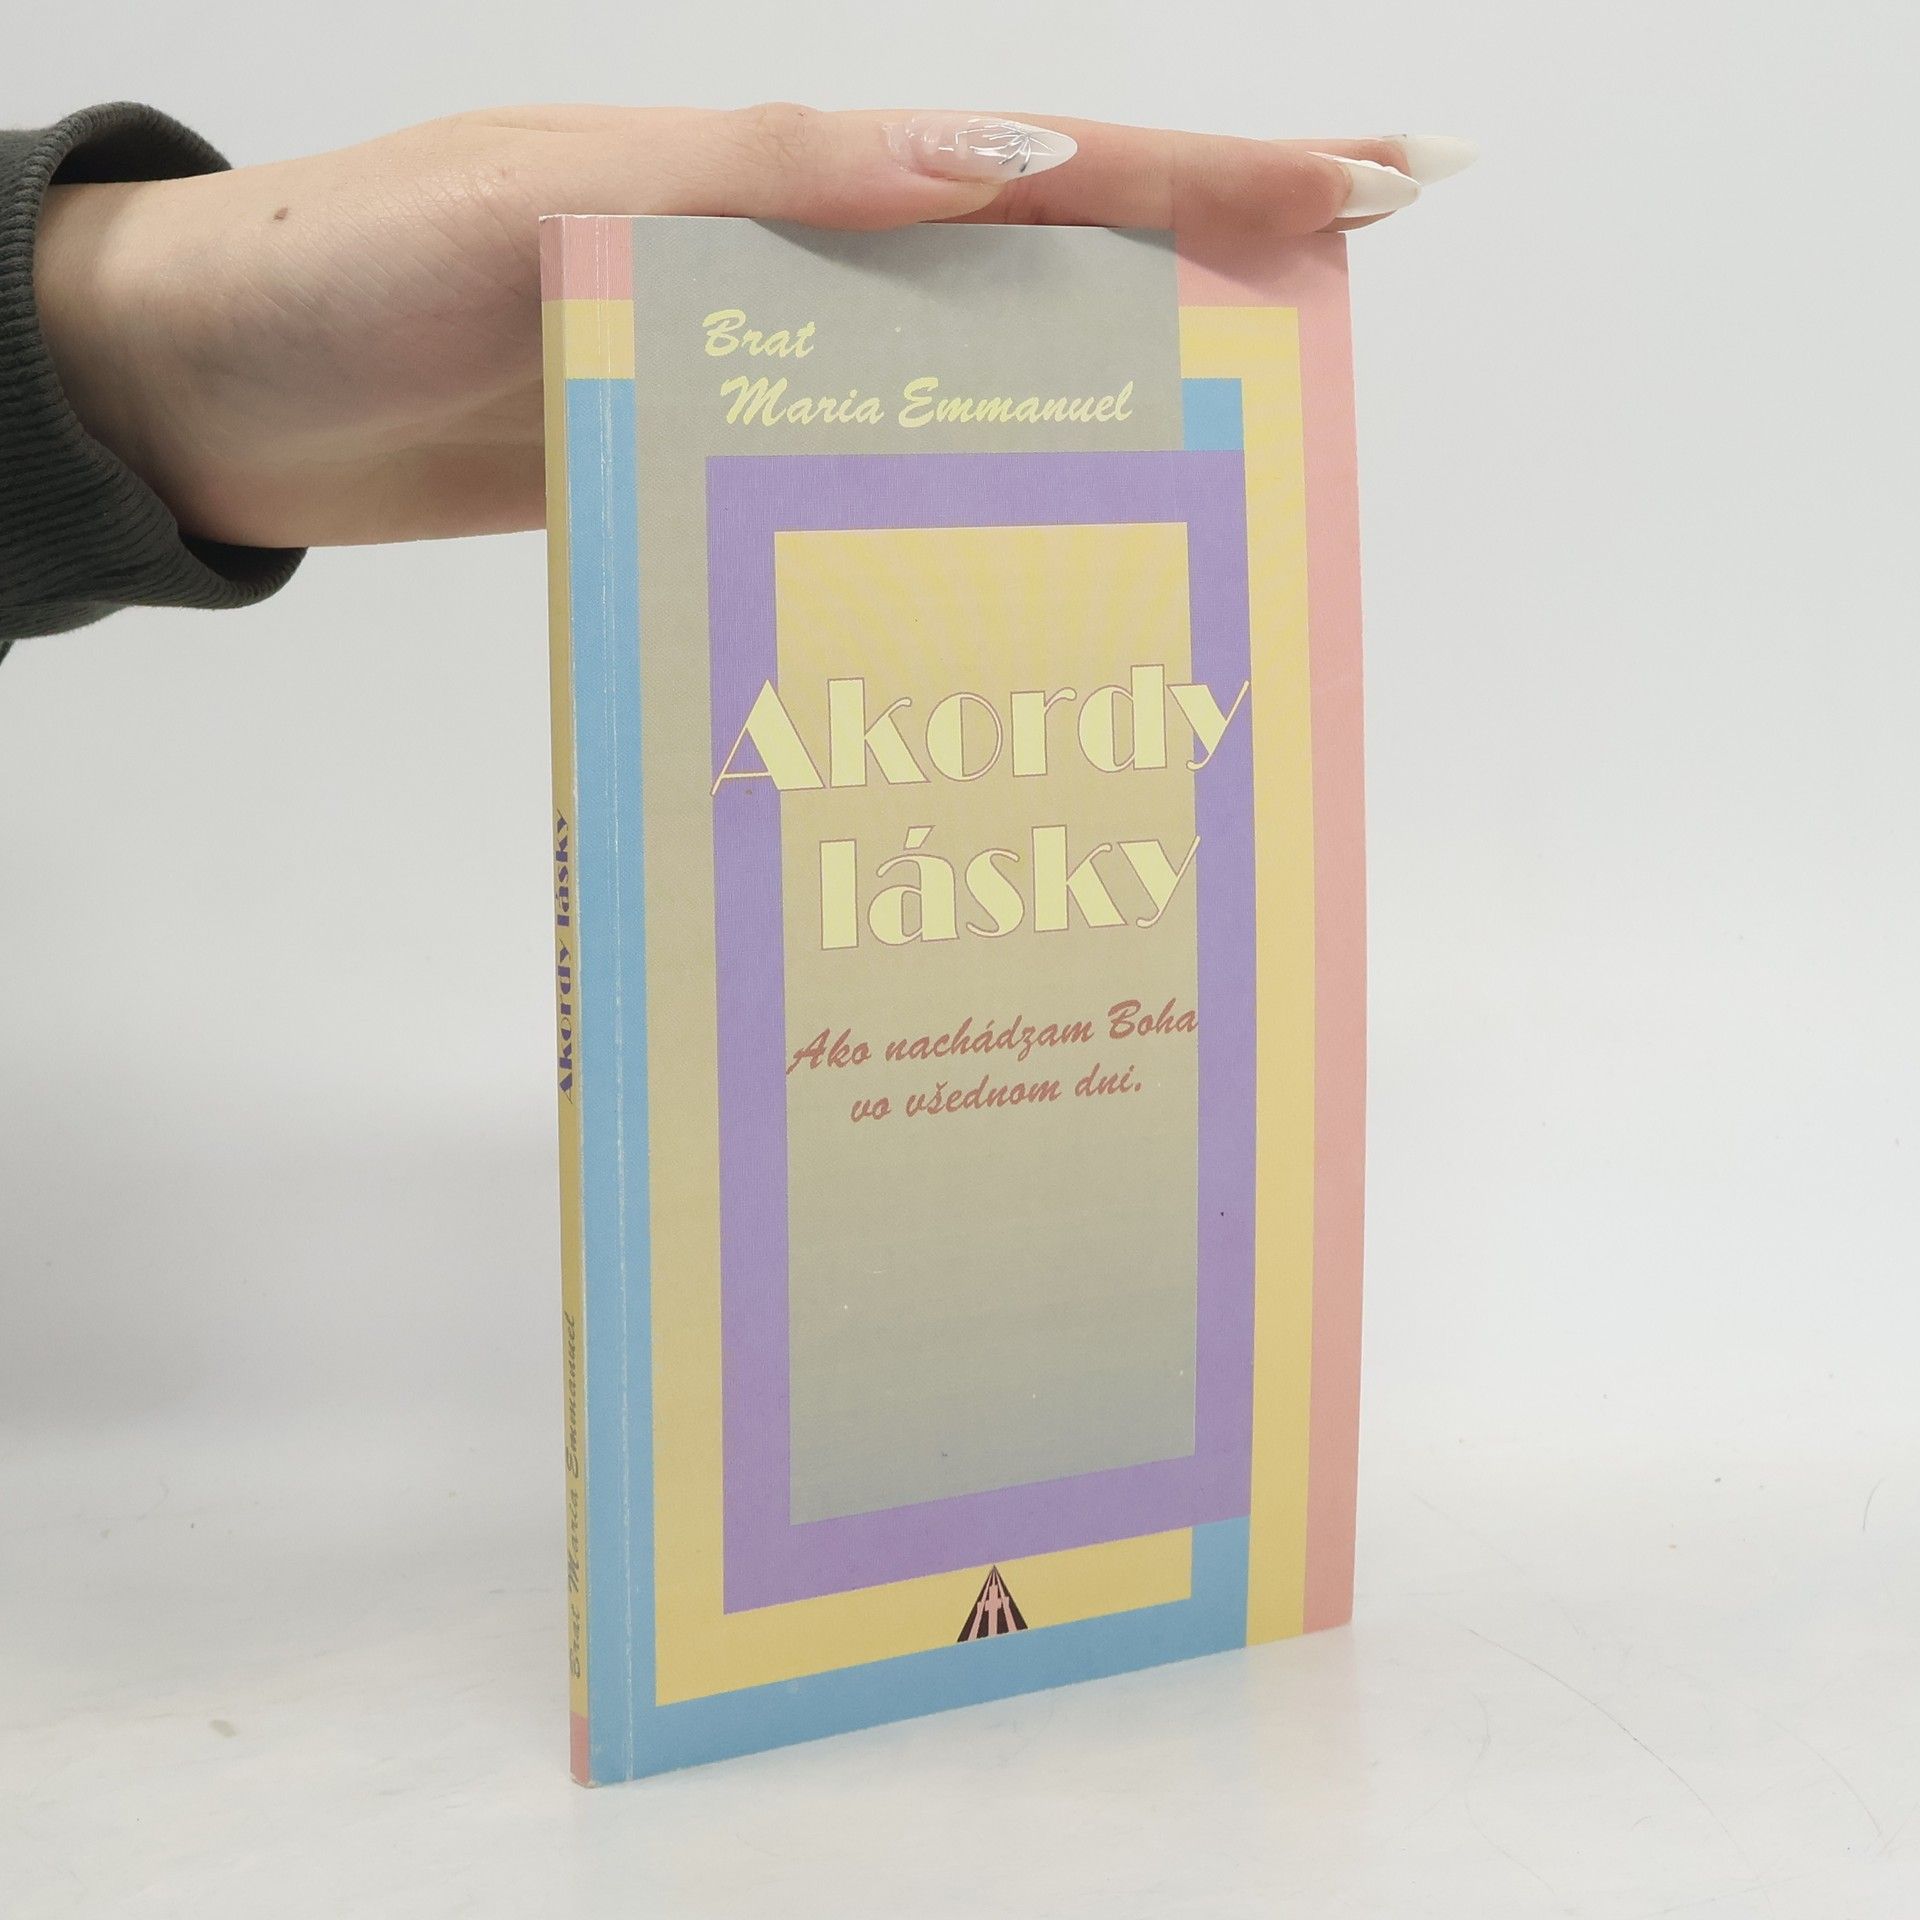 Brat
Maria Emmanuel
Akordy
lásky
Ako nachádzam Boha
vo všednom dni.
Akordy lásky
Brat Maria Emmanuel